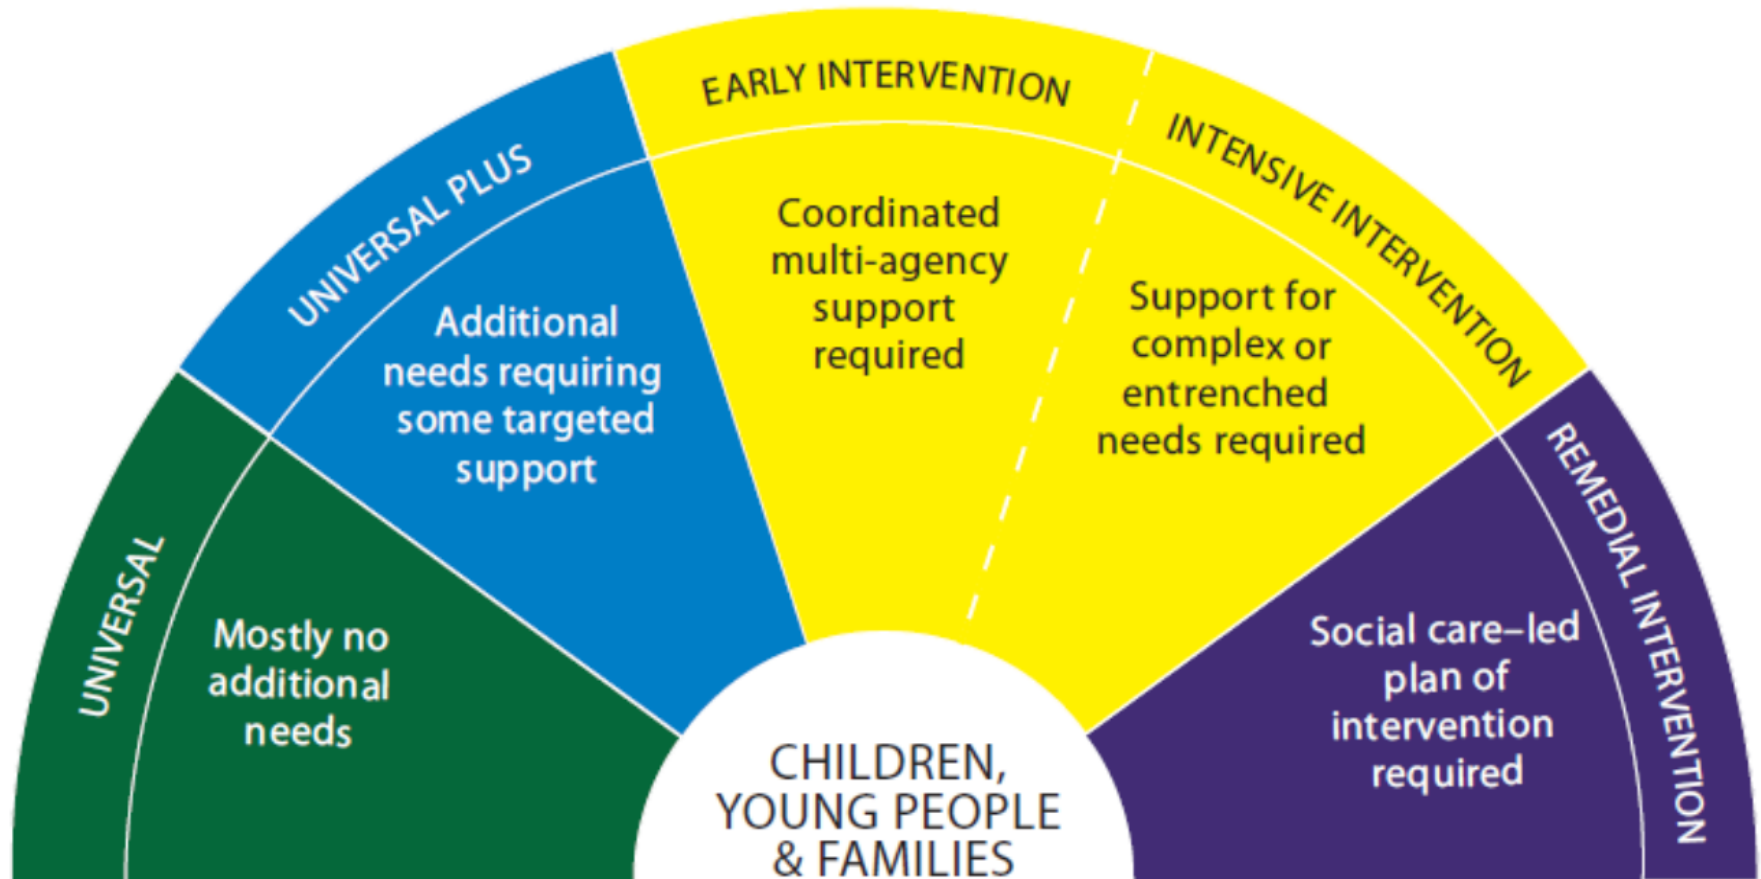 UNIVERSAL
Mostly no
additional
needs
UNIVERSAL PLUS
Additional
needs requiring
some targeted
support
EARLY INTERVENTION
Coordinated
multi-agency
support
required
INTENSIVE INTERVENTION
Support for
complex or
entrenched
needs required
REMEDIAL INTERVENTION
Social care–led
plan of
intervention
required
CHILDREN,
YOUNG PEOPLE
& FAMILIES